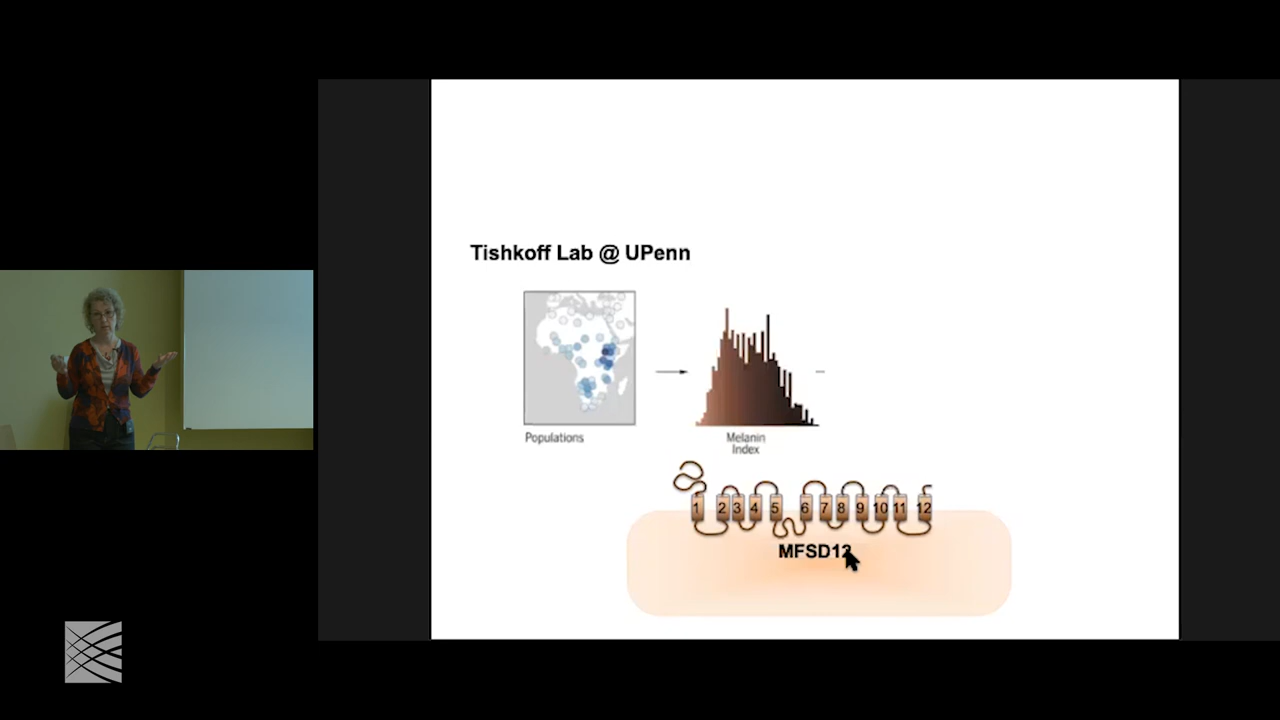 Tishkoff Lab @ UPenn
Populations
Melanin
Index
1 2 3 4 5 6 7 8 9 10 11 12
MFSD12